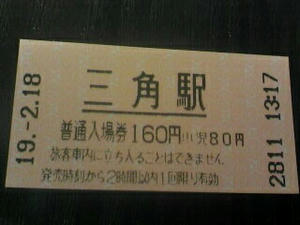 三角駅
普通入場券160円小児80円
旅客車内に立ち入ることはできません
発売時刻から2時間以内1回限り有効
19.-2.18
2811 13:17